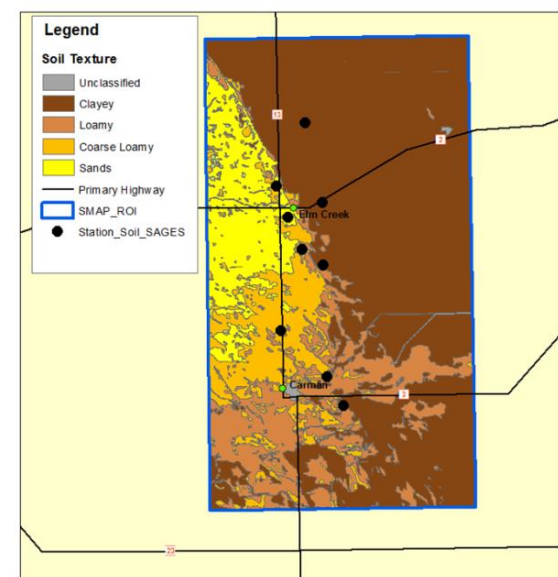 Legend
Soil Texture
Unclassified
Clayey
Loamy
Coarse Loamy
Sands
Primary Highway
SMAP_ROI
Station_Soil_SAGES
13
2
Elm Creek
Carman
3
23